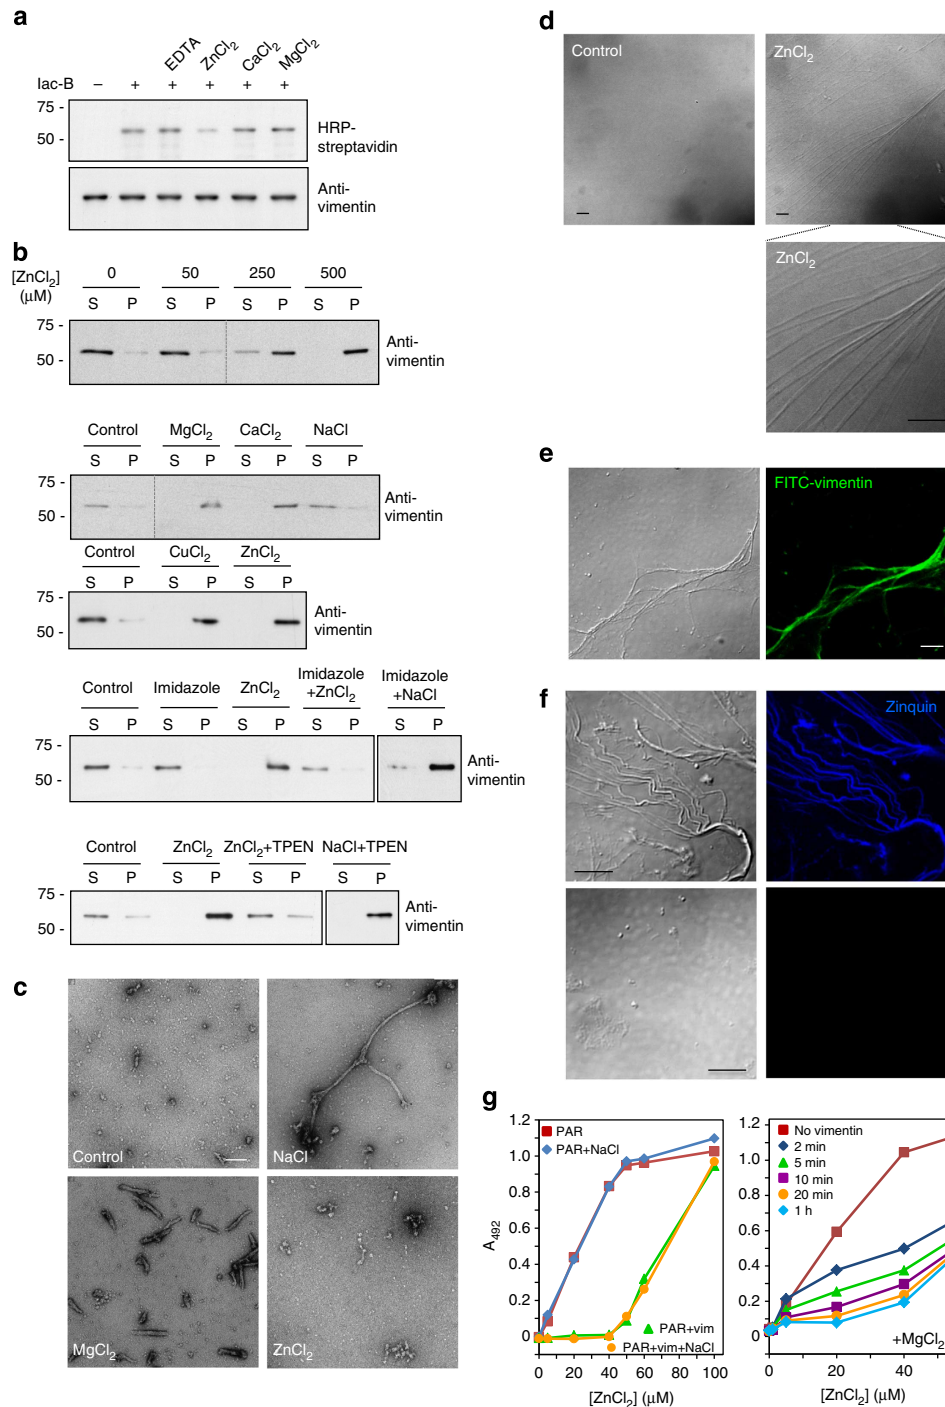 a
EDTA ZnCl2 CaCl2 MgCl2
Iac-B – + + + + +
75 -
50 -
HRP-
streptavidin
Anti-
vimentin
b
[ZnCl2]
(μM)
0 50 250 500
S P S P S P S P
75 -
50 -
Anti-
vimentin
Control MgCl2 CaCl2 NaCl
S P S P S P S P
75 -
50 -
Anti-
vimentin
Control CuCl2 ZnCl2
S P S P S P
75 -
50 -
Anti-
vimentin
Control Imidazole ZnCl2 Imidazole
+ZnCl2
Imidazole
+NaCl
S P S P S P S P S P
75 -
50 -
Anti-
vimentin
Control ZnCl2 ZnCl2+TPEN NaCl+TPEN
S P S P S P S P
75 -
50 -
Anti-
vimentin
c
Control
NaCl
MgCl2
ZnCl2
d
Control
ZnCl2
ZnCl2
e
FITC-vimentin
f
Zinquin
g
1.2
1.0
0.8
0.6
0.4
0.2
0
A492
PAR
PAR+NaCl
PAR+vim
PAR+vim+NaCl
0 20 40 60 80 100
[ZnCl2] (μM)
1.2
1.0
0.8
0.6
0.4
0.2
0.0
No vimentin
2 min
5 min
10 min
20 min
1 h
+MgCl2
0 20 40
[ZnCl2] (μM)